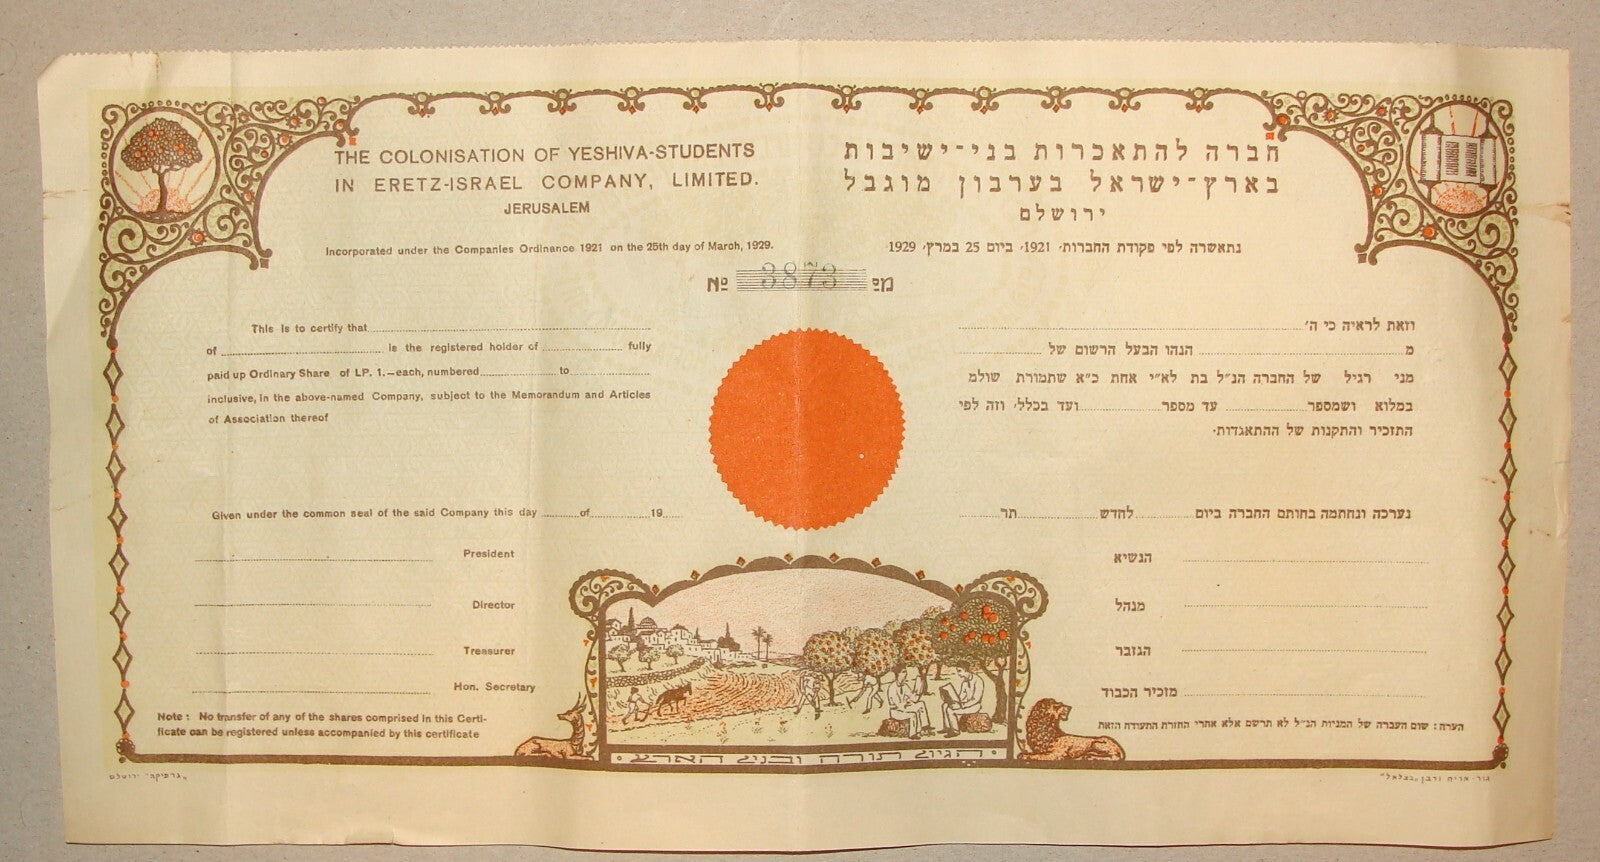 THE COLONISATION OF YESHIVA-STUDENTS
IN ERETZ-ISRAEL COMPANY, LIMITED.
JERUSALEM
Incorporated under the Companies Ordinance 1921 on the 25th day of March, 1929.
חברה להתאכרות בני-ישיבות
בארץ-ישראל בערבון מוגבל
ירושלם
נתאשרה לפי פקודת החברות, 1921, ביום 25 במרץ, 1929
№ 3873 מס
This is to certify that
of is the registered holder of fully
paid up Ordinary Share of LP. 1.—each, numbered to
inclusive, in the above-named Company, subject to the Memorandum and Articles
of Association thereof
וזאת לראיה כי ה'
מ הנהו הבעל הרשום של
מני רגיל של החברה הנ"ל בת לא"י אחת כ"א שתמורת שולמ
במלוא ושמספר עד מספר ועד בכלל, וזה לפי
התזכיר והתקנות של ההתאגדות.
Given under the common seal of the said Company this day of 19
President
Director
Treasurer
Hon. Secretary
Note : No transfer of any of the shares comprised in this Certi-
ficate can be registered unless accompanied by this certificate
נערכה ונחתמה בחותם החברה ביום לחדש תר
הנשיא
מנהל
הגזבר
מזכיר הכבוד
הערה : שום העברה של המניות הנ"ל לא תרשם אלא אחרי החזרת התעודה הזאת
"גרפיקה" ירושלם
גור-אריה ורבן "בצלאל"